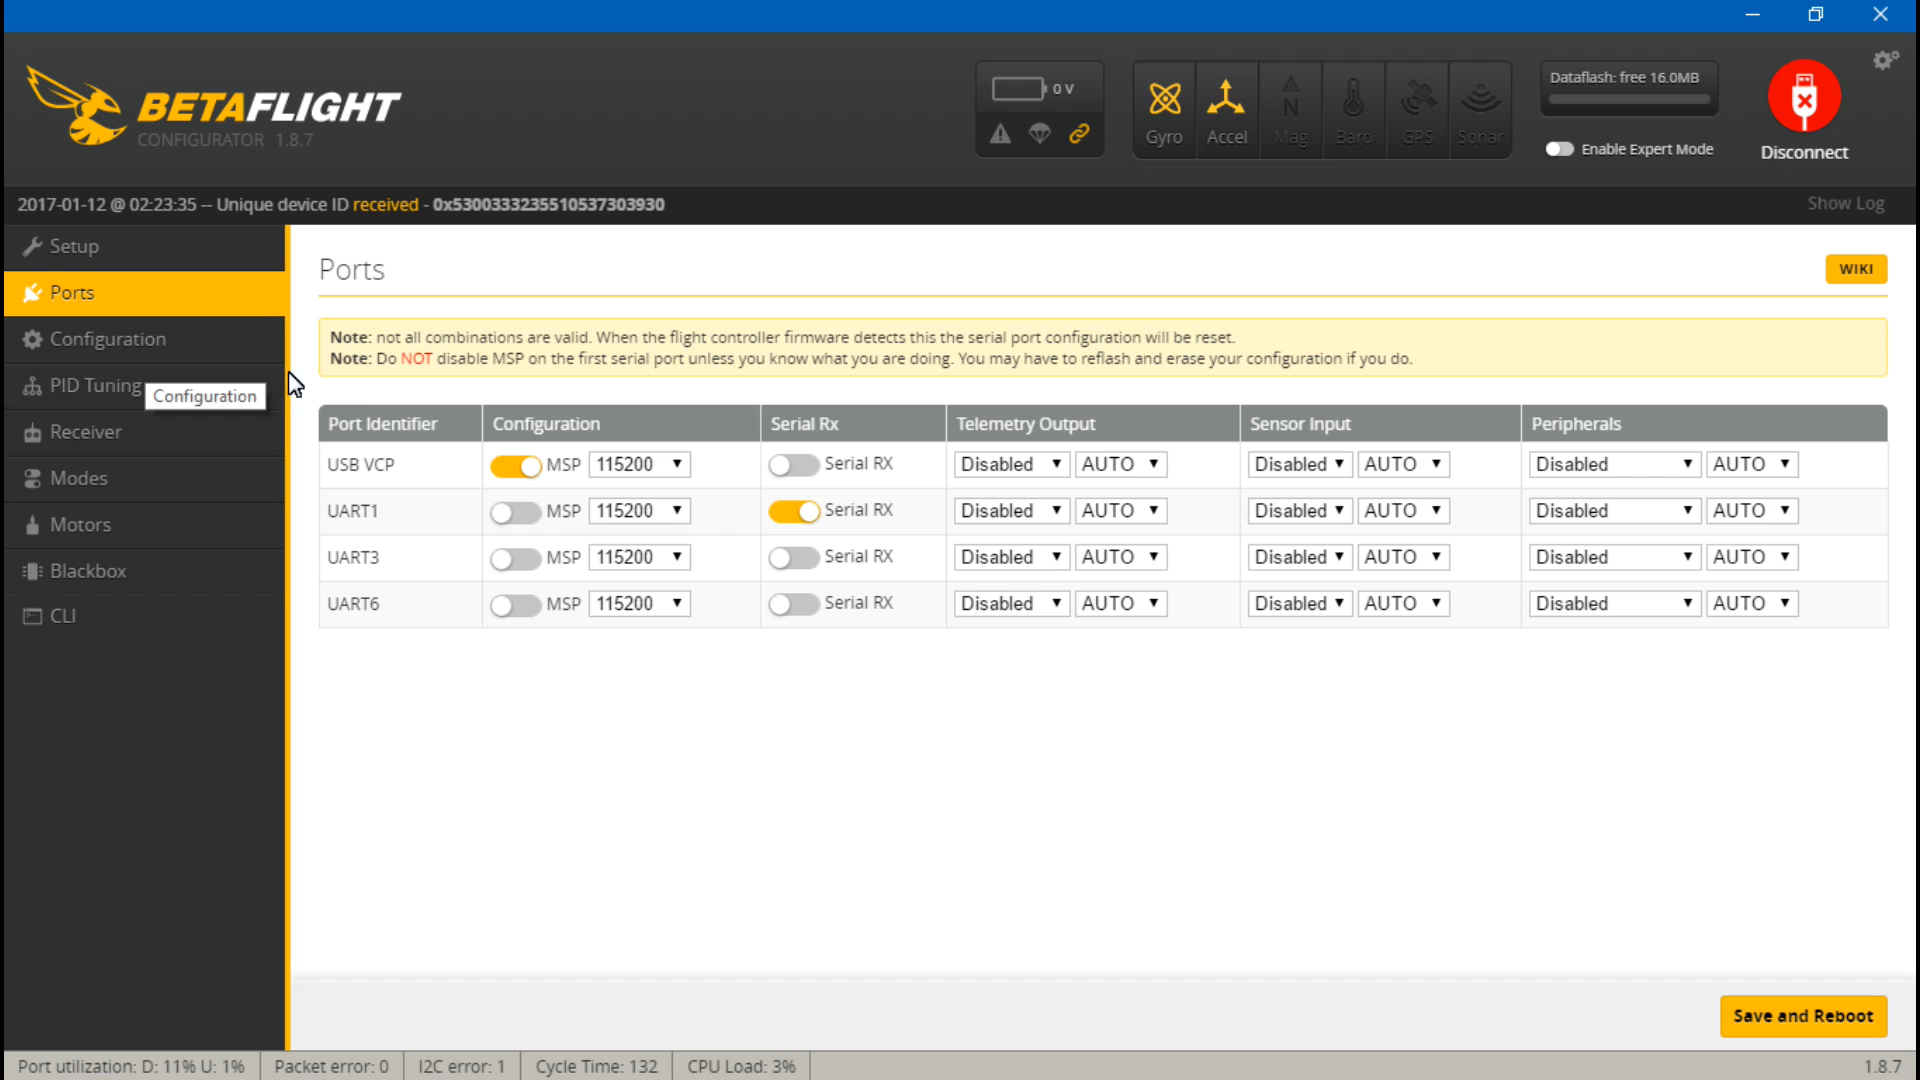 BETAFLIGHT
CONFIGURATOR 1.8.7
0 V
Gyro Accel Mag Baro GPS Sonar
Dataflash: free 16.0MB
Enable Expert Mode
Disconnect
2017-01-12 @ 02:23:35 -- Unique device ID received - 0x5300333235510537303930
Show Log
Setup
Ports
Configuration
PID Tuning
Configuration
Receiver
Modes
Motors
Blackbox
CLI
Ports
WIKI
Note: not all combinations are valid. When the flight controller firmware detects this the serial port configuration will be reset.
Note: Do NOT disable MSP on the first serial port unless you know what you are doing. You may have to reflash and erase your configuration if you do.
Port Identifier Configuration Serial Rx Telemetry Output Sensor Input Peripherals
USB VCP MSP 115200 Serial RX Disabled AUTO Disabled AUTO Disabled AUTO
UART1 MSP 115200 Serial RX Disabled AUTO Disabled AUTO Disabled AUTO
UART3 MSP 115200 Serial RX Disabled AUTO Disabled AUTO Disabled AUTO
UART6 MSP 115200 Serial RX Disabled AUTO Disabled AUTO Disabled AUTO
Save and Reboot
Port utilization: D: 11% U: 1% Packet error: 0 I2C error: 1 Cycle Time: 132 CPU Load: 3% 1.8.7